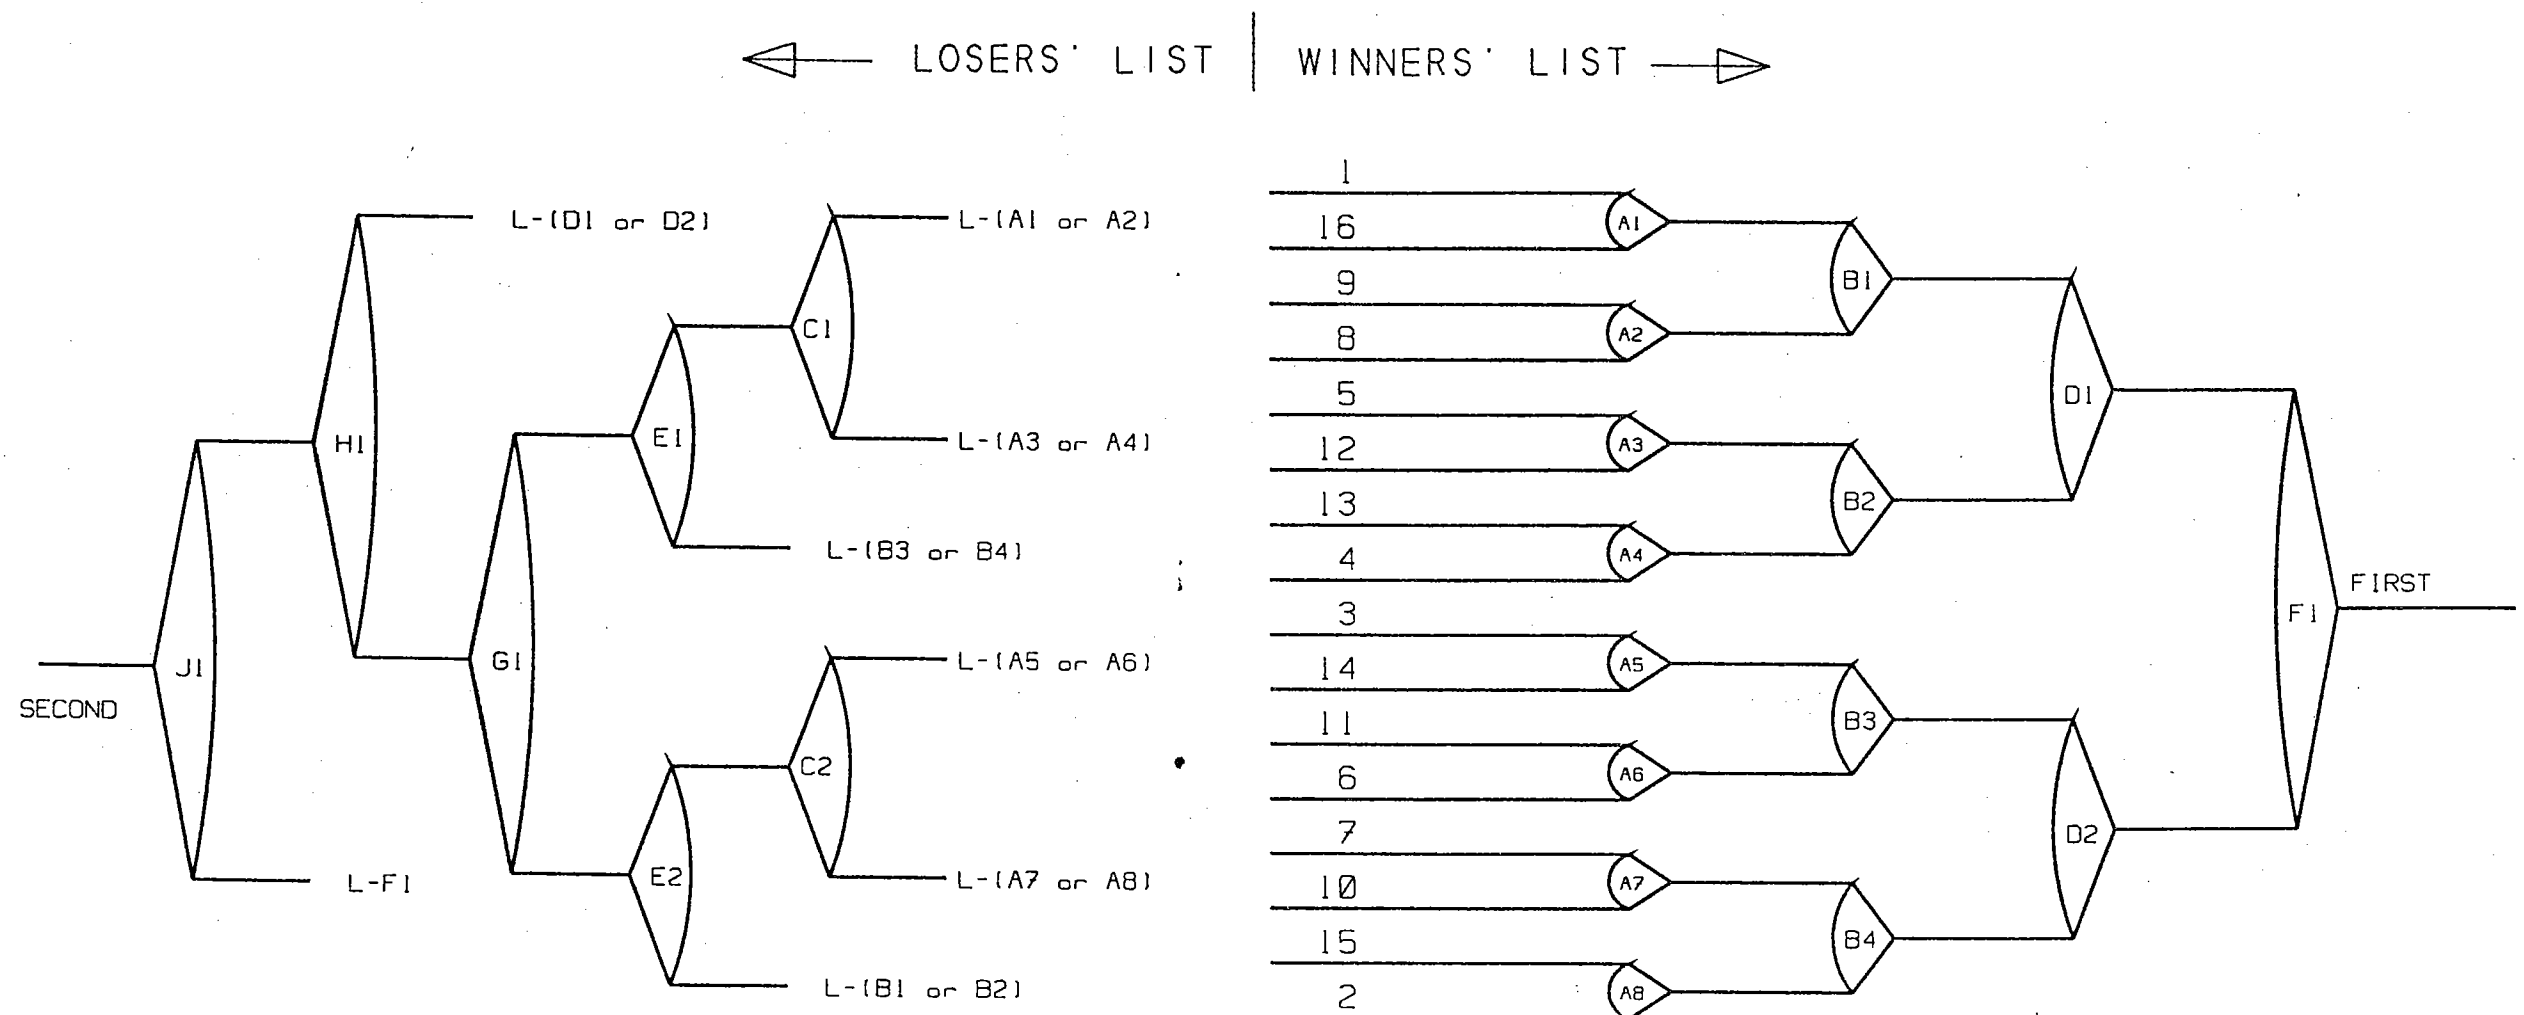 LOSERS' LIST
WINNERS' LIST
L-(D1 or D2)
L-(A1 or A2)
C1
H1
E1
L-(A3 or A4)
L-(B3 or B4)
J1
G1
L-(A5 or A6)
SECOND
C2
E2
L-F1
L-(A7 or A8)
L-(B1 or B2)
1
A1
16
B1
9
A2
8
D1
5
A3
12
B2
13
A4
4
FIRST
F1
3
A5
14
B3
11
A6
6
D2
7
A7
10
B4
15
A8
2